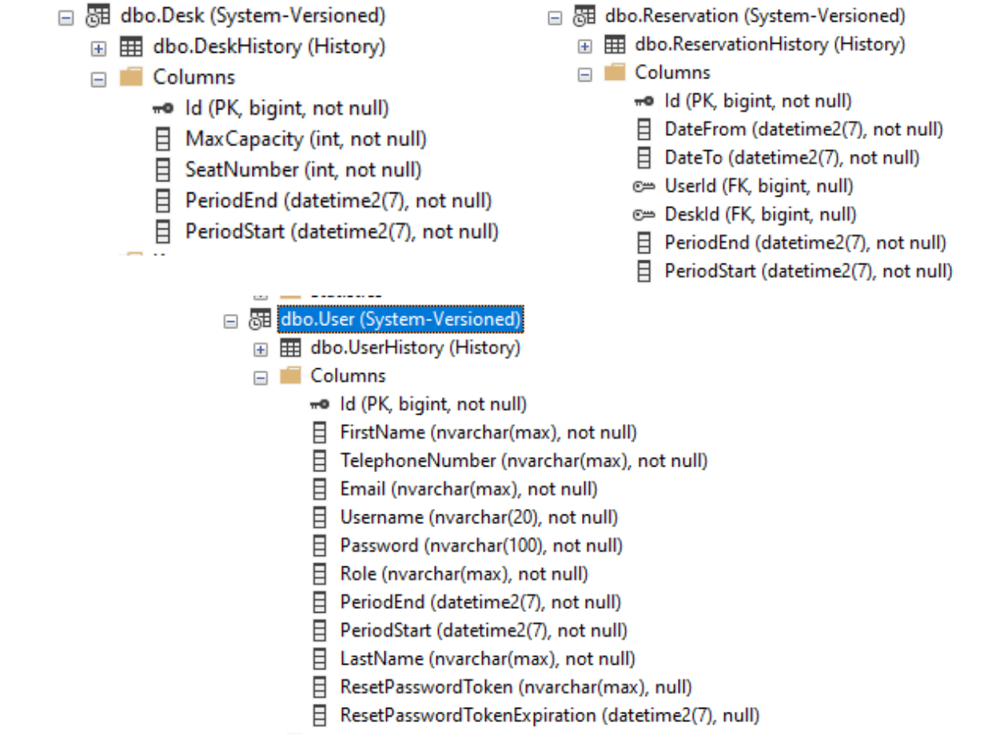 dbo.Desk (System-Versioned)
dbo.DeskHistory (History)
Columns
Id (PK, bigint, not null)
MaxCapacity (int, not null)
SeatNumber (int, not null)
PeriodEnd (datetime2(7), not null)
PeriodStart (datetime2(7), not null)
dbo.Reservation (System-Versioned)
dbo.ReservationHistory (History)
Columns
Id (PK, bigint, not null)
DateFrom (datetime2(7), not null)
DateTo (datetime2(7), not null)
UserId (FK, bigint, null)
DeskId (FK, bigint, null)
PeriodEnd (datetime2(7), not null)
PeriodStart (datetime2(7), not null)
dbo.User (System-Versioned)
dbo.UserHistory (History)
Columns
Id (PK, bigint, not null)
FirstName (nvarchar(max), not null)
TelephoneNumber (nvarchar(max), not null)
Email (nvarchar(max), not null)
Username (nvarchar(20), not null)
Password (nvarchar(100), not null)
Role (nvarchar(max), not null)
PeriodEnd (datetime2(7), not null)
PeriodStart (datetime2(7), not null)
LastName (nvarchar(max), not null)
ResetPasswordToken (nvarchar(max), null)
ResetPasswordTokenExpiration (datetime2(7), null)